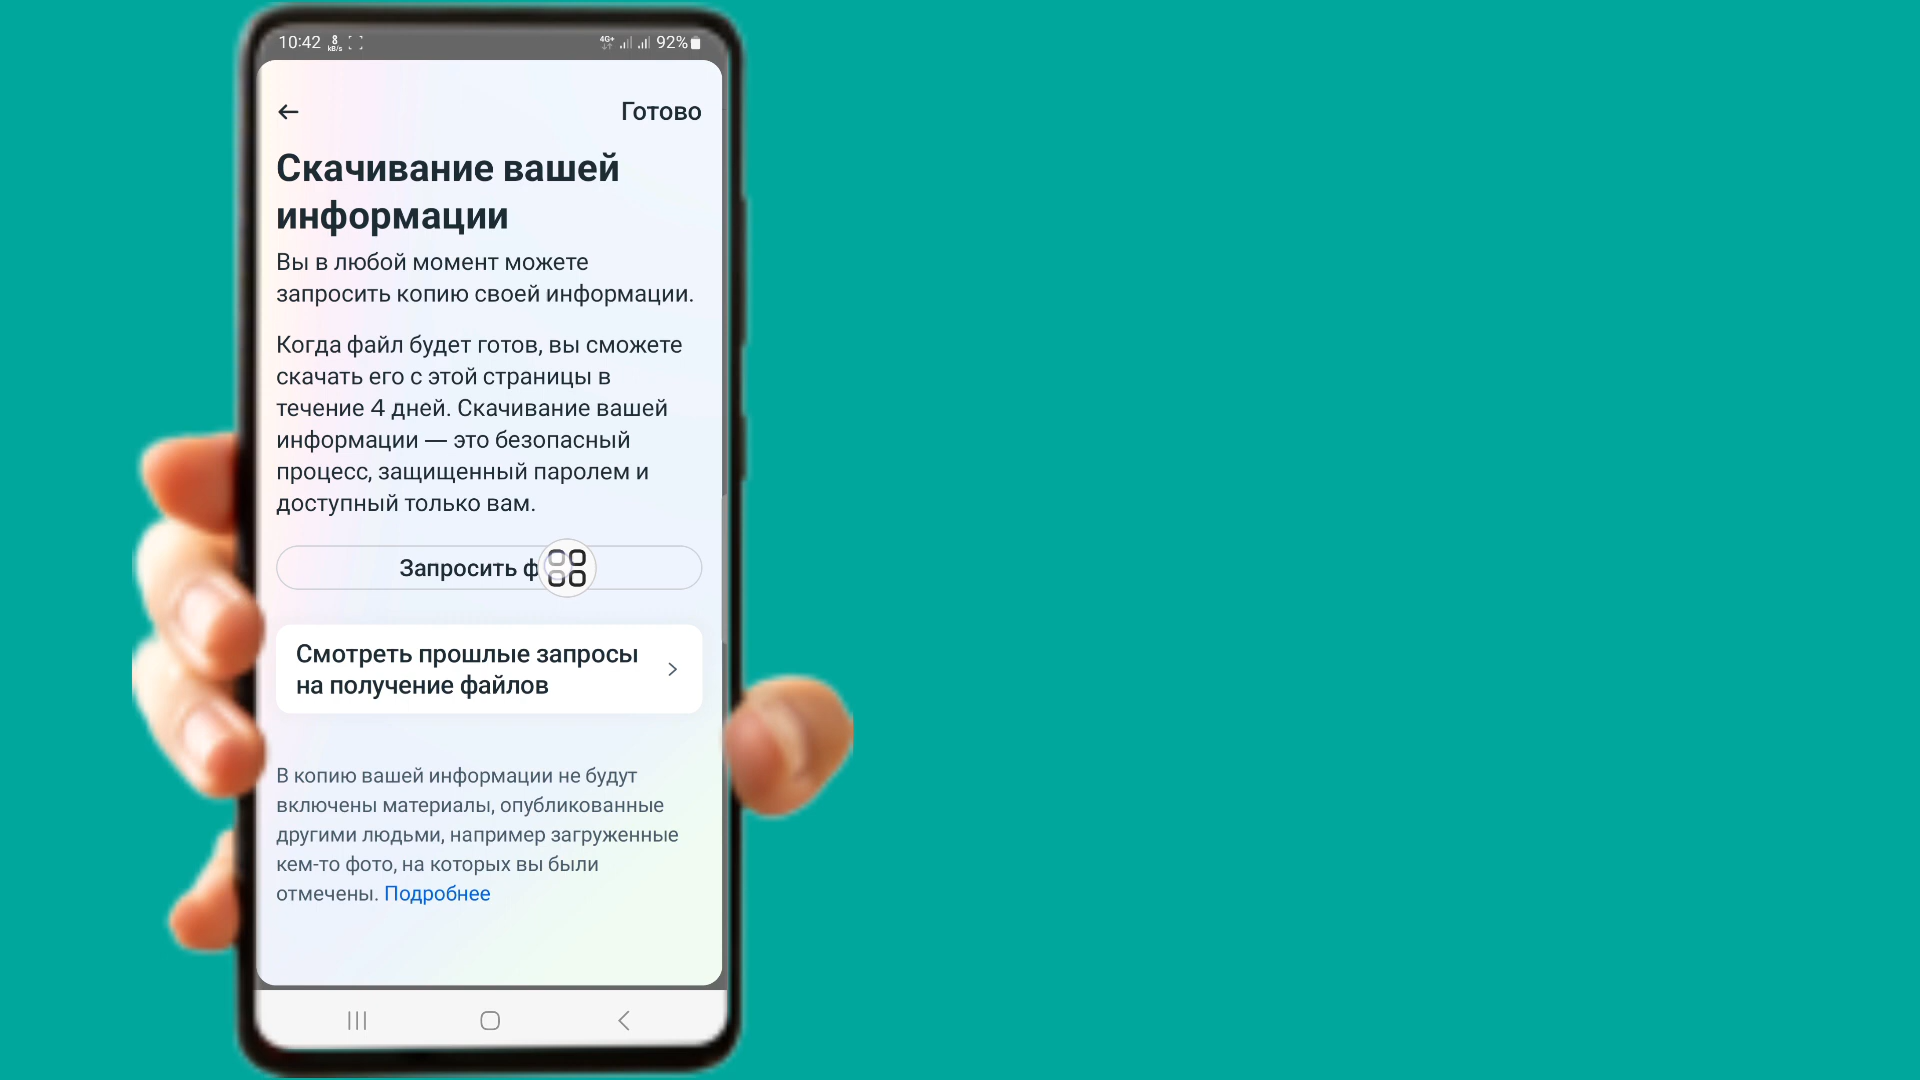 10:42 8 kB/s 4G+ 92%
Готово
Скачивание вашей
информации
Вы в любой момент можете
запросить копию своей информации.
Когда файл будет готов, вы сможете
скачать его с этой страницы в
течение 4 дней. Скачивание вашей
информации — это безопасный
процесс, защищенный паролем и
доступный только вам.
Запросить ф
Смотреть прошлые запросы
на получение файлов
В копию вашей информации не будут
включены материалы, опубликованные
другими людьми, например загруженные
кем-то фото, на которых вы были
отмечены. Подробнее